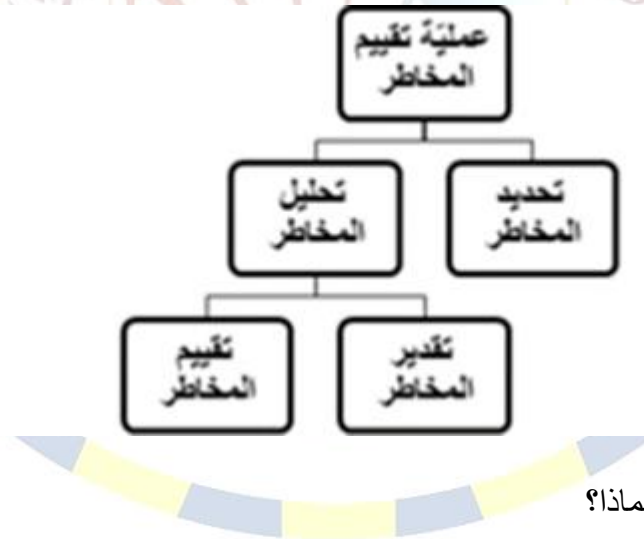 عمليّة تقييم
المخاطر
تحديد
المخاطر
تحليل
المخاطر
تقدير
المخاطر
تقييم
المخاطر
ماذا؟